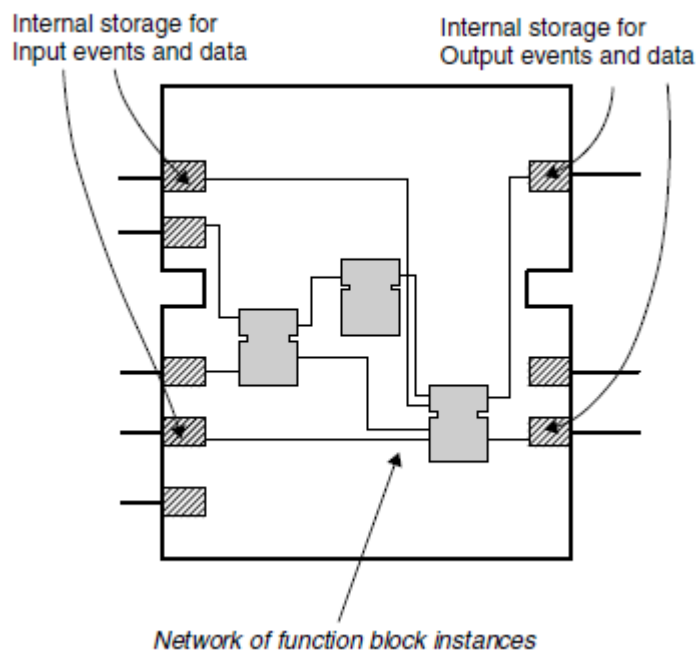 Internal storage for
Input events and data
Internal storage for
Output events and data
Network of function block instances